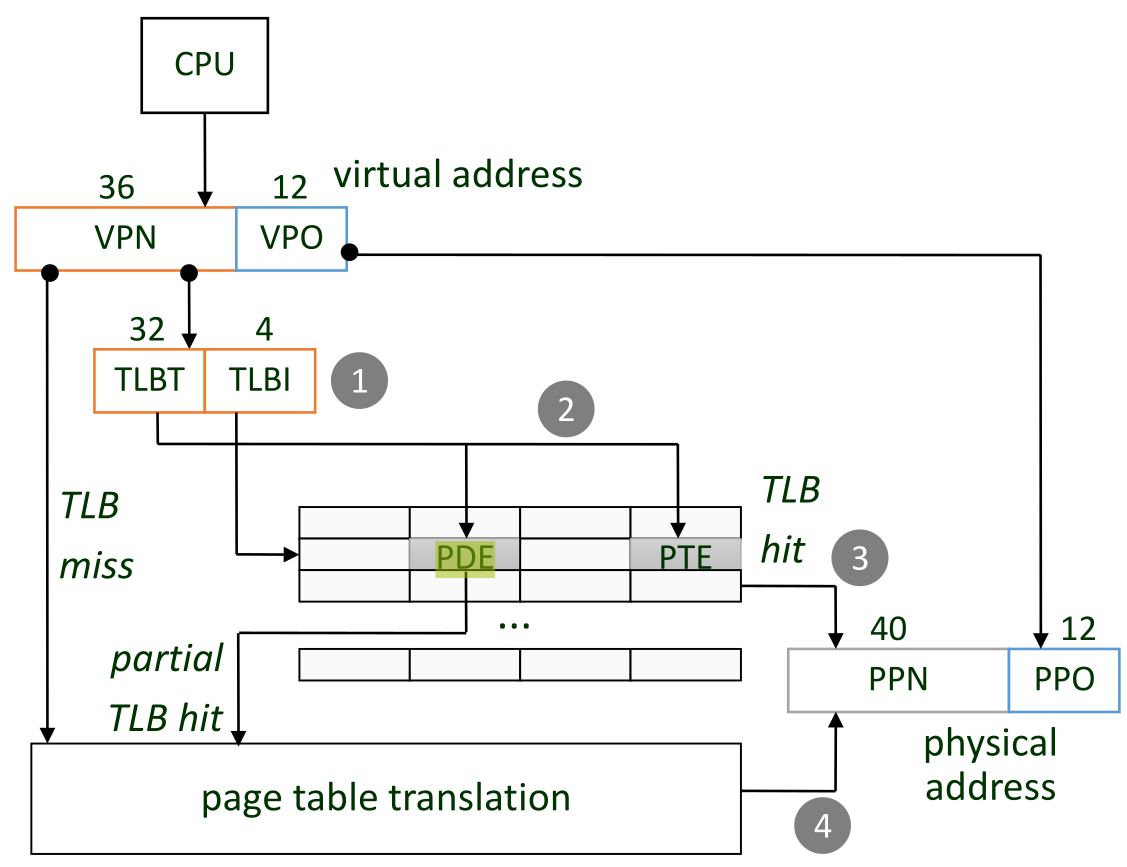 CPU
virtual address
36
12
VPN
VPO
32
4
TLBT
TLBI
1
2
TLB
miss
TLB
hit
PDE
PTE
3
...
partial
TLB hit
40
12
PPN
PPO
physical
address
page table translation
4